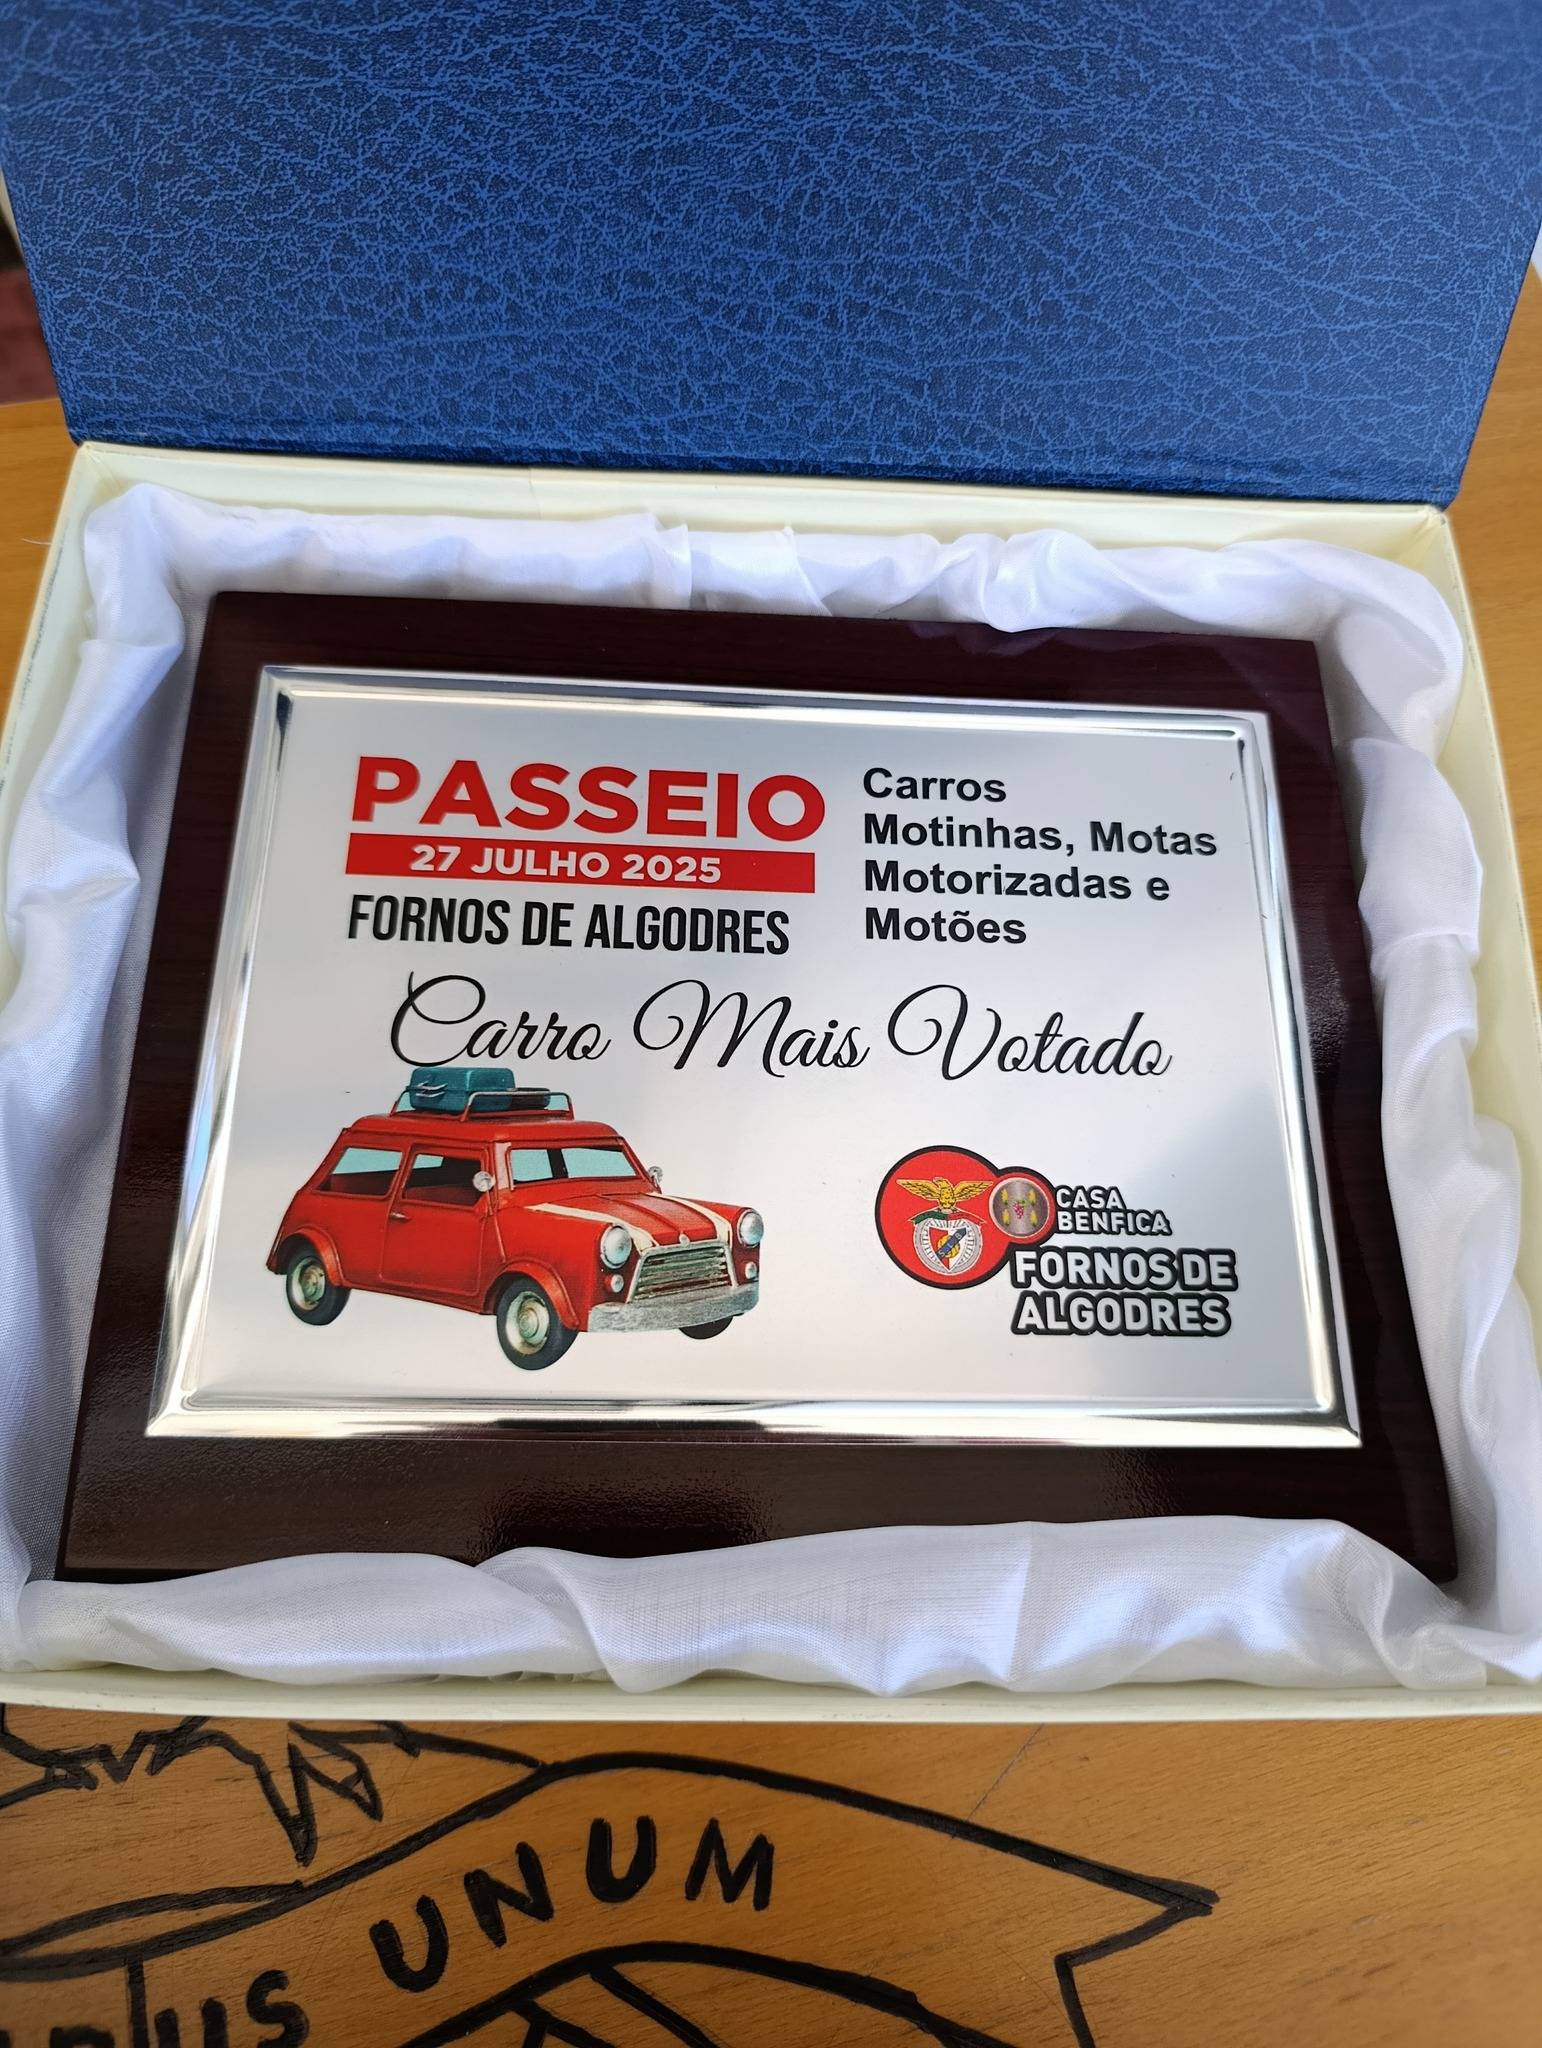 PASSEIO
27 JULHO 2025
FORNOS DE ALGODRES
Carros
Motinhas, Motas
Motorizadas e
Motões
Carro Mais Votado
CASA
BENFICA
FORNOS DE
ALGODRES
UNUM